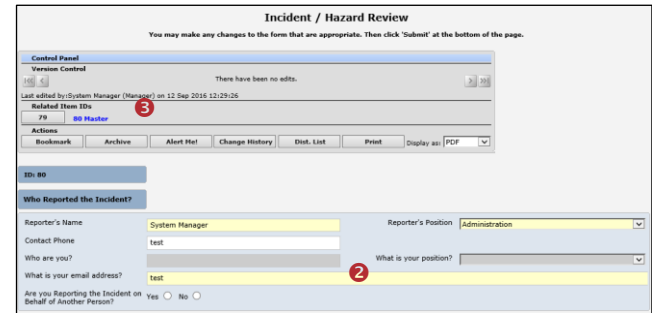 Incident / Hazard Review
You may make any changes to the form that are appropriate. Then click 'Submit' at the bottom of the page.
Control Panel
Version Control
There have been no edits.
Last edited by:System Manager (Manager) on 12 Sep 2016 12:29:26
3
Related Item IDs
79 80 Master
Actions
Bookmark Archive Alert Me! Change History Dist. List Print Display as: PDF
ID: 80
Who Reported the Incident?
Reporter's Name System Manager Reporter's Position Administration
Contact Phone test
Who are you? What is your position?
2
What is your email address? test
Are you Reporting the Incident on Yes No
Behalf of Another Person?